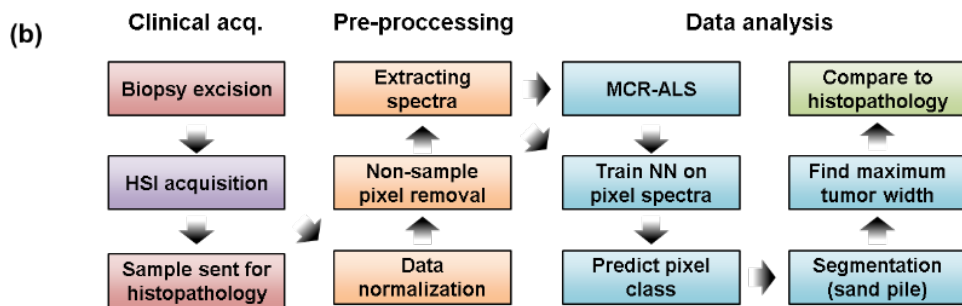 (b)
Clinical acq.
Pre-proccessing
Data analysis
Biopsy excision
HSI acquisition
Sample sent for
histopathology
Extracting
spectra
Non-sample
pixel removal
Data
normalization
MCR-ALS
Train NN on
pixel spectra
Predict pixel
class
Compare to
histopathology
Find maximum
tumor width
Segmentation
(sand pile)